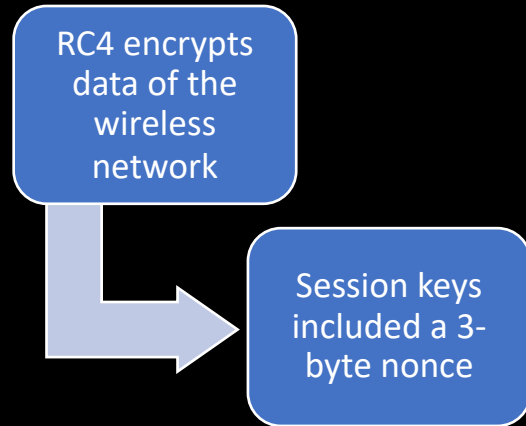 RC4 encrypts
data of the
wireless
network
Session keys
included a 3-
byte nonce